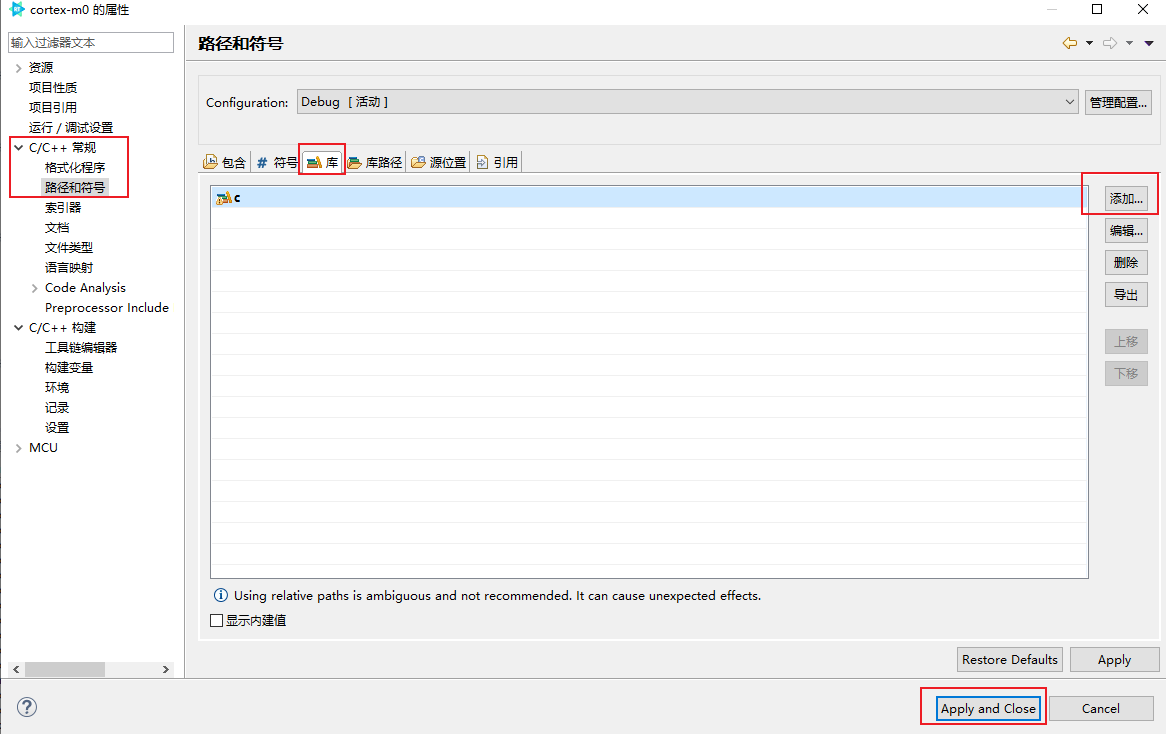 cortex-m0 的属性
输入过滤器文本
资源
项目性质
项目引用
运行 / 调试设置
C/C++ 常规
格式化程序
路径和符号
索引器
文档
文件类型
语言映射
Code Analysis
Preprocessor Include
C/C++ 构建
工具链编辑器
构建变量
环境
记录
设置
MCU
路径和符号
Configuration: Debug [ 活动 ] 管理配置...
包含 # 符号 库 库路径 源位置 引用
c
添加...
编辑...
删除
导出
上移
下移
Using relative paths is ambiguous and not recommended. It can cause unexpected effects.
显示内建值
Restore Defaults Apply
? Apply and Close Cancel